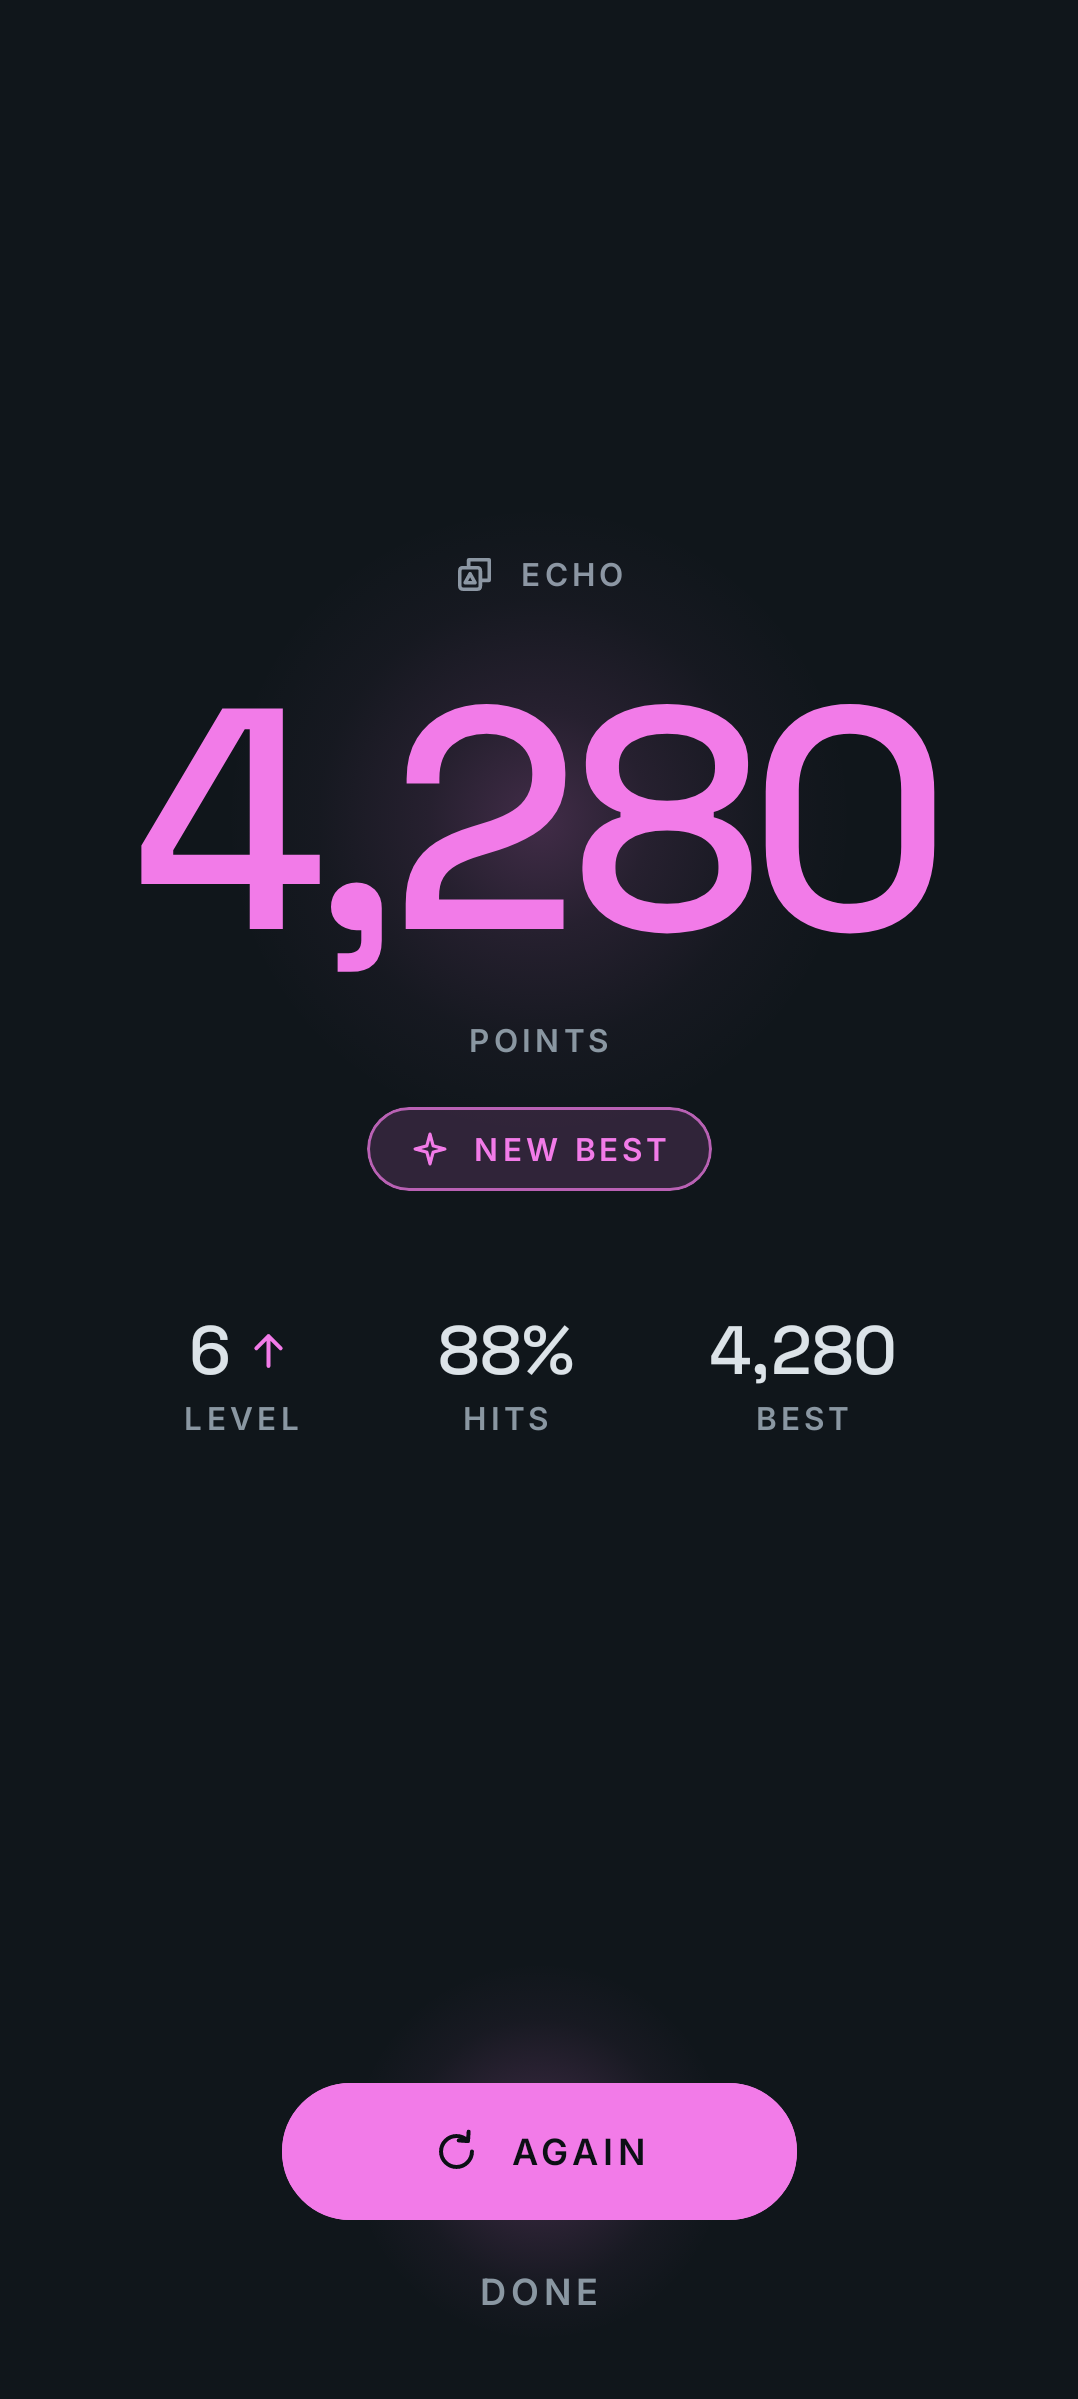 ECHO
4,280
POINTS
NEW BEST
6 ↑ 88% 4,280
LEVEL HITS BEST
AGAIN
DONE